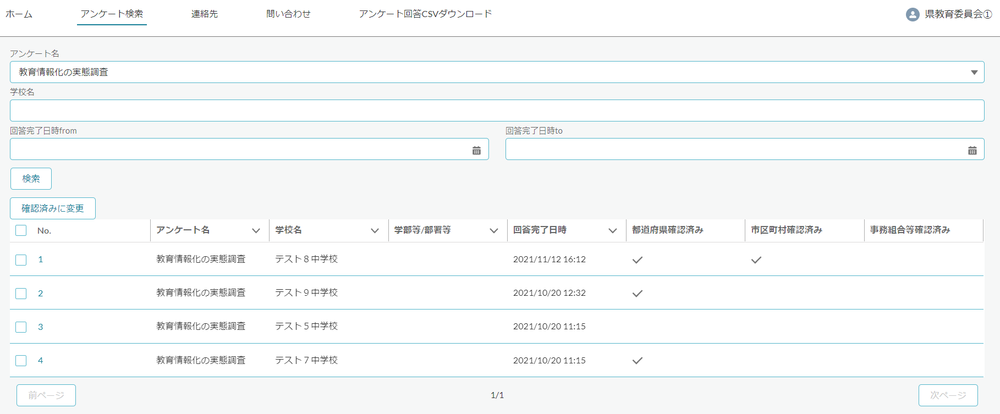 ホーム アンケート検索 連絡先 問い合わせ アンケート回答CSVダウンロード 県教育委員会①
アンケート名
教育情報化の実態調査
学校名
回答完了日時from 回答完了日時to
検索
確認済みに変更
No. アンケート名 学校名 学部等/部署等 回答完了日時 都道府県確認済み 市区町村確認済み 事務組合等確認済み
1 教育情報化の実態調査 テスト８中学校 2021/11/12 16:12
2 教育情報化の実態調査 テスト９中学校 2021/10/20 12:32
3 教育情報化の実態調査 テスト５中学校 2021/10/20 11:15
4 教育情報化の実態調査 テスト７中学校 2021/10/20 11:15
前ページ 1/1 次ページ